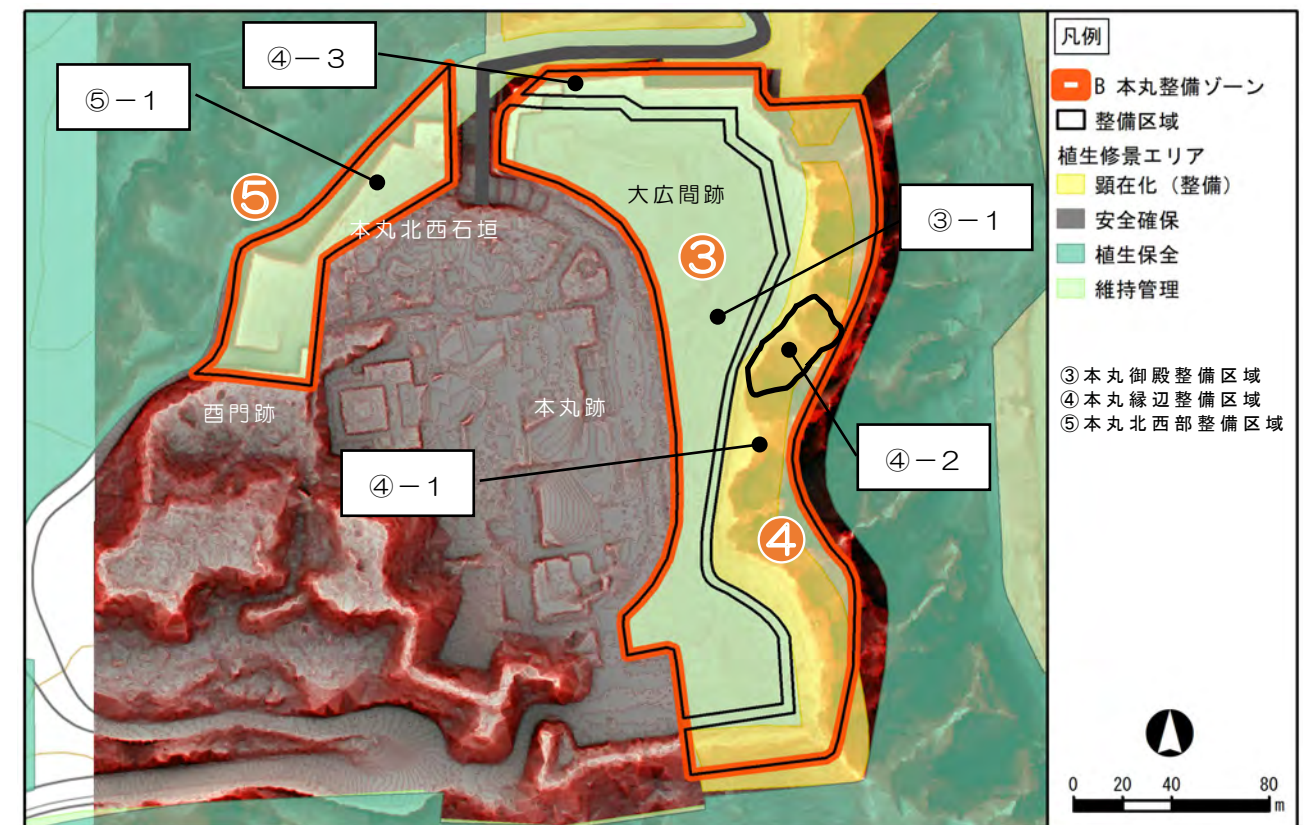 ④－3
⑤－1
⑤
本丸北西石垣
大広間跡
③
③－1
酉門跡
本丸跡
④－1
④－2
④
凡例
B 本丸整備ゾーン
整備区域
植生修景エリア
顕在化（整備）
安全確保
植生保全
維持管理
③本丸御殿整備区域
④本丸縁辺整備区域
⑤本丸北西部整備区域
0 20 40 80
m